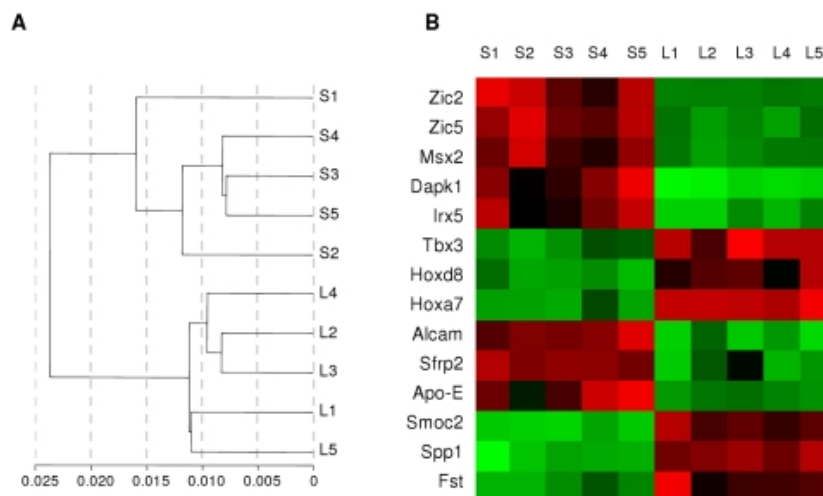 A
S1
S4
S3
S5
S2
L4
L2
L3
L1
L5
0.025 0.020 0.015 0.010 0.005 0
B
S1 S2 S3 S4 S5 L1 L2 L3 L4 L5
Zic2
Zic5
Msx2
Dapk1
Irx5
Tbx3
Hoxd8
Hoxa7
Alcam
Sfrp2
Apo-E
Smoc2
Spp1
Fst